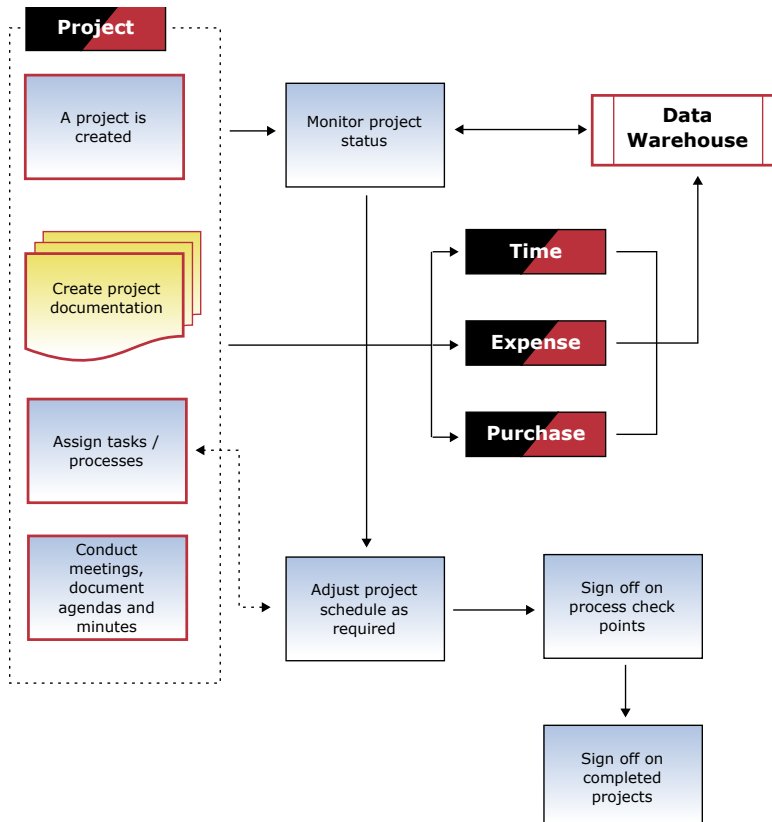 Project
A project is
created
Monitor project
status
Data
Warehouse
Create project
documentation
Time
Expense
Purchase
Assign tasks /
processes
Conduct
meetings,
document
agendas and
minutes
Adjust project
schedule as
required
Sign off on
process check
points
Sign off on
completed
projects